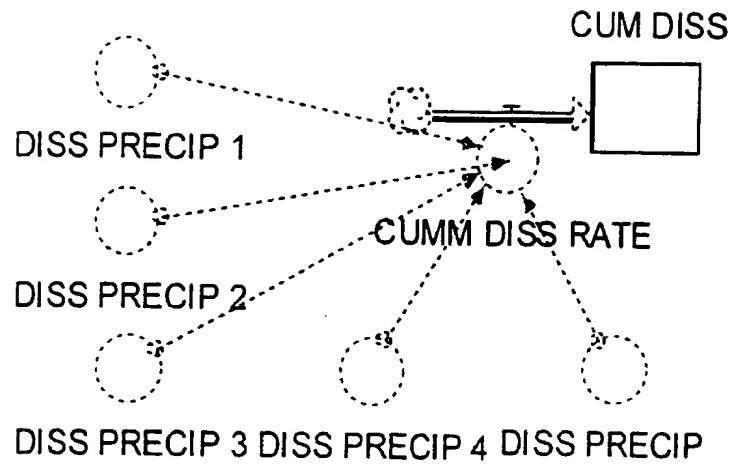 CUM DISS
DISS PRECIP 1
CUMM DISS RATE
DISS PRECIP 2
DISS PRECIP 3
DISS PRECIP 4
DISS PRECIP